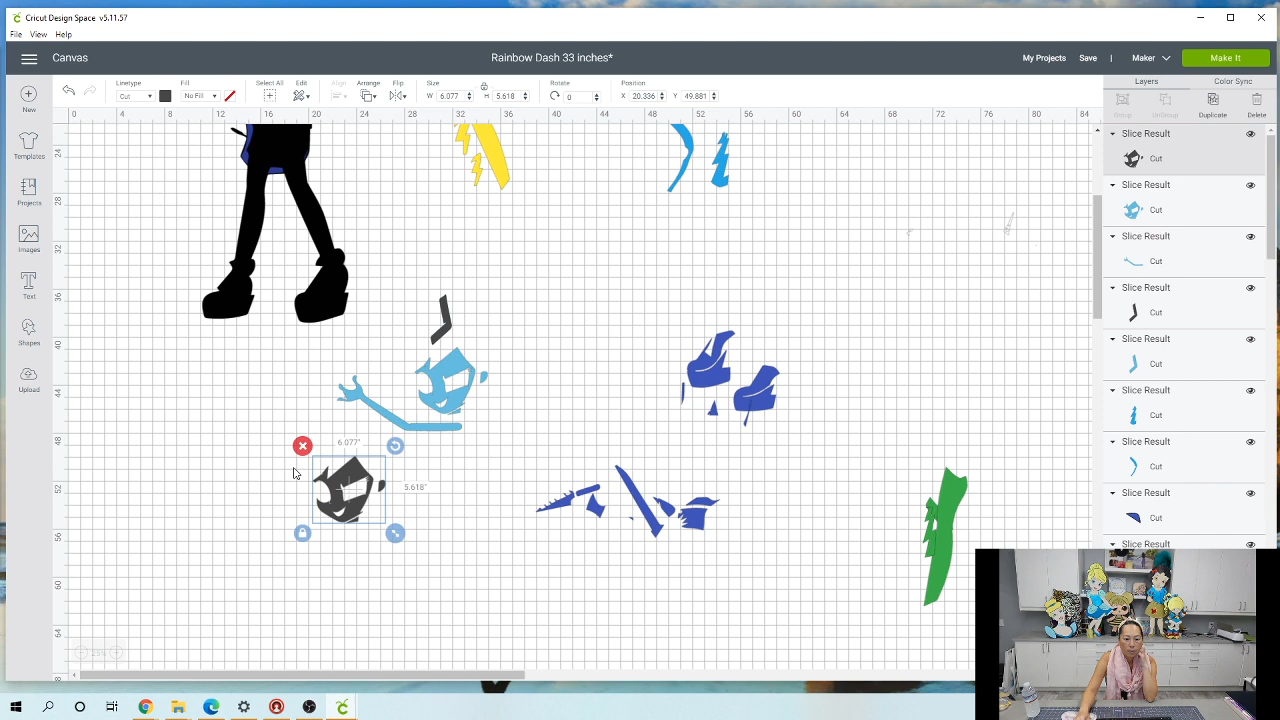 Cricut Design Space v5.11.57
File View Help
Canvas
Rainbow Dash 33 inches*
My Projects Save | Maker Make It
Linetype Fill Select All Edit Align Arrange Flip Size Rotate Position
Cut No Fill W 6.077 H 5.618 0 X 20.336 Y 49.881
Layers Color Sync
Group UnGroup Duplicate Delete
0 4 8 12 16 20 24 28 32 36 40 44 48 52 56 60 64 68 72 76 80 84
New
Templates
Projects
Images
Text
Shapes
Upload
24
28
32
36
40
44
48
52
56
60
64
6.077"
5.618"
25%
Slice Result
Cut
Slice Result
Cut
Slice Result
Cut
Slice Result
Cut
Slice Result
Cut
Slice Result
Cut
Slice Result
Cut
Slice Result
Cut
Slice Result